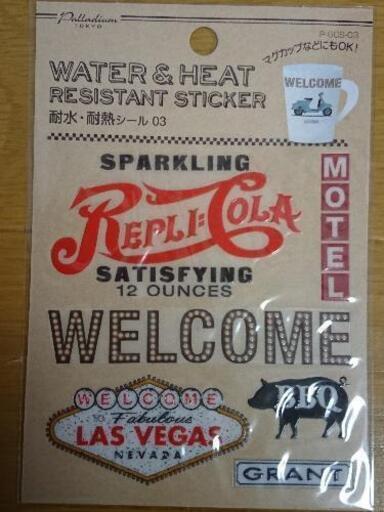 Palladium
TOKYO
WATER & HEAT
RESISTANT STICKER
耐水・耐熱シール 03
マグカップなどにもOK!
WELCOME
SPARKLING
REPLI:COLA
SATISFYING
12 OUNCES
MOTEL
WELCOME
WELCOME
TO Fabulous
LAS VEGAS
NEVADA
BBQ
GRANT